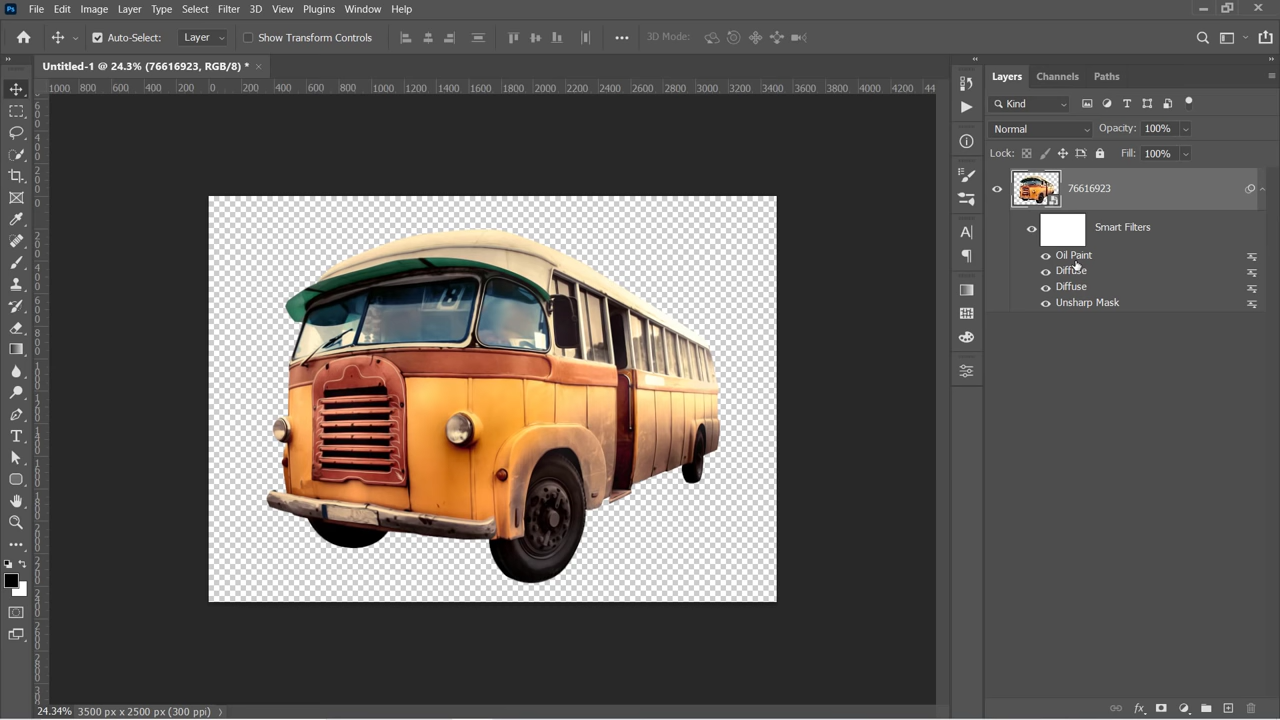 Ps File Edit Image Layer Type Select Filter 3D View Plugins Window Help
Auto-Select: Layer Show Transform Controls 3D Mode:
Untitled-1 @ 24.3% (76616923, RGB/8) *
1000 800 600 400 200 0 200 400 600 800 1000 1200 1400 1600 1800 2000 2200 2400 2600 2800 3000 3200 3400 3600 3800 4000 4200 44
Layers Channels Paths
Kind
Normal Opacity: 100%
Lock: Fill: 100%
76616923
Smart Filters
Oil Paint
Diffuse
Diffuse
Unsharp Mask
24.34% 3500 px x 2500 px (300 ppi)